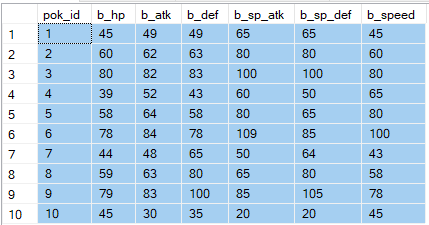 pok_id b_hp b_atk b_def b_sp_atk b_sp_def b_speed
1 1 45 49 49 65 65 45
2 2 60 62 63 80 80 60
3 3 80 82 83 100 100 80
4 4 39 52 43 60 50 65
5 5 58 64 58 80 65 80
6 6 78 84 78 109 85 100
7 7 44 48 65 50 64 43
8 8 59 63 80 65 80 58
9 9 79 83 100 85 105 78
10 10 45 30 35 20 20 45